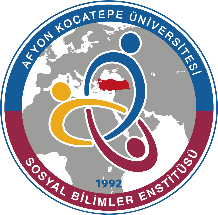 AFYON KOCATEPE ÜNİVERSİTESİ
1992
SOSYAL BİLİMLER ENSTİTÜSÜ